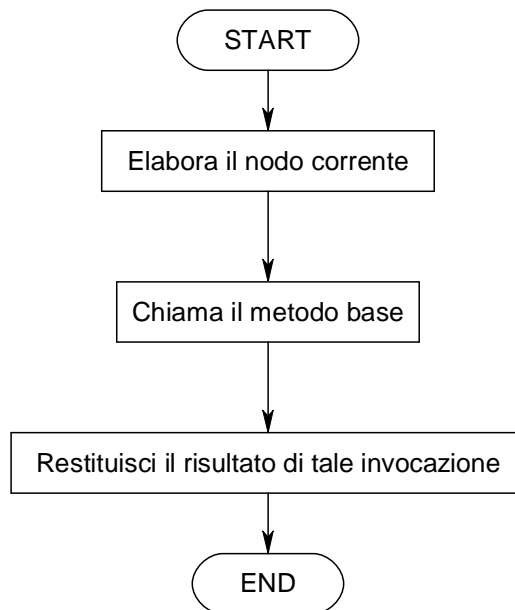 START
Elabora il nodo corrente
Chiama il metodo base
Restituisci il risultato di tale invocazione
END